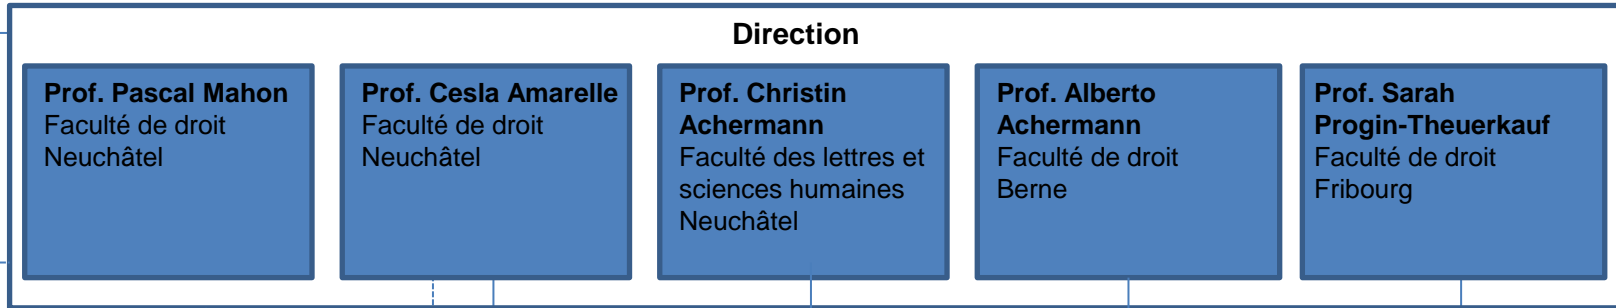 Direction
Prof. Pascal Mahon
Faculté de droit
Neuchâtel
Prof. Cesla Amarelle
Faculté de droit
Neuchâtel
Prof. Christin
Achermann
Faculté des lettres et
sciences humaines
Neuchâtel
Prof. Alberto
Achermann
Faculté de droit
Berne
Prof. Sarah
Progin-Theuerkauf
Faculté de droit
Fribourg